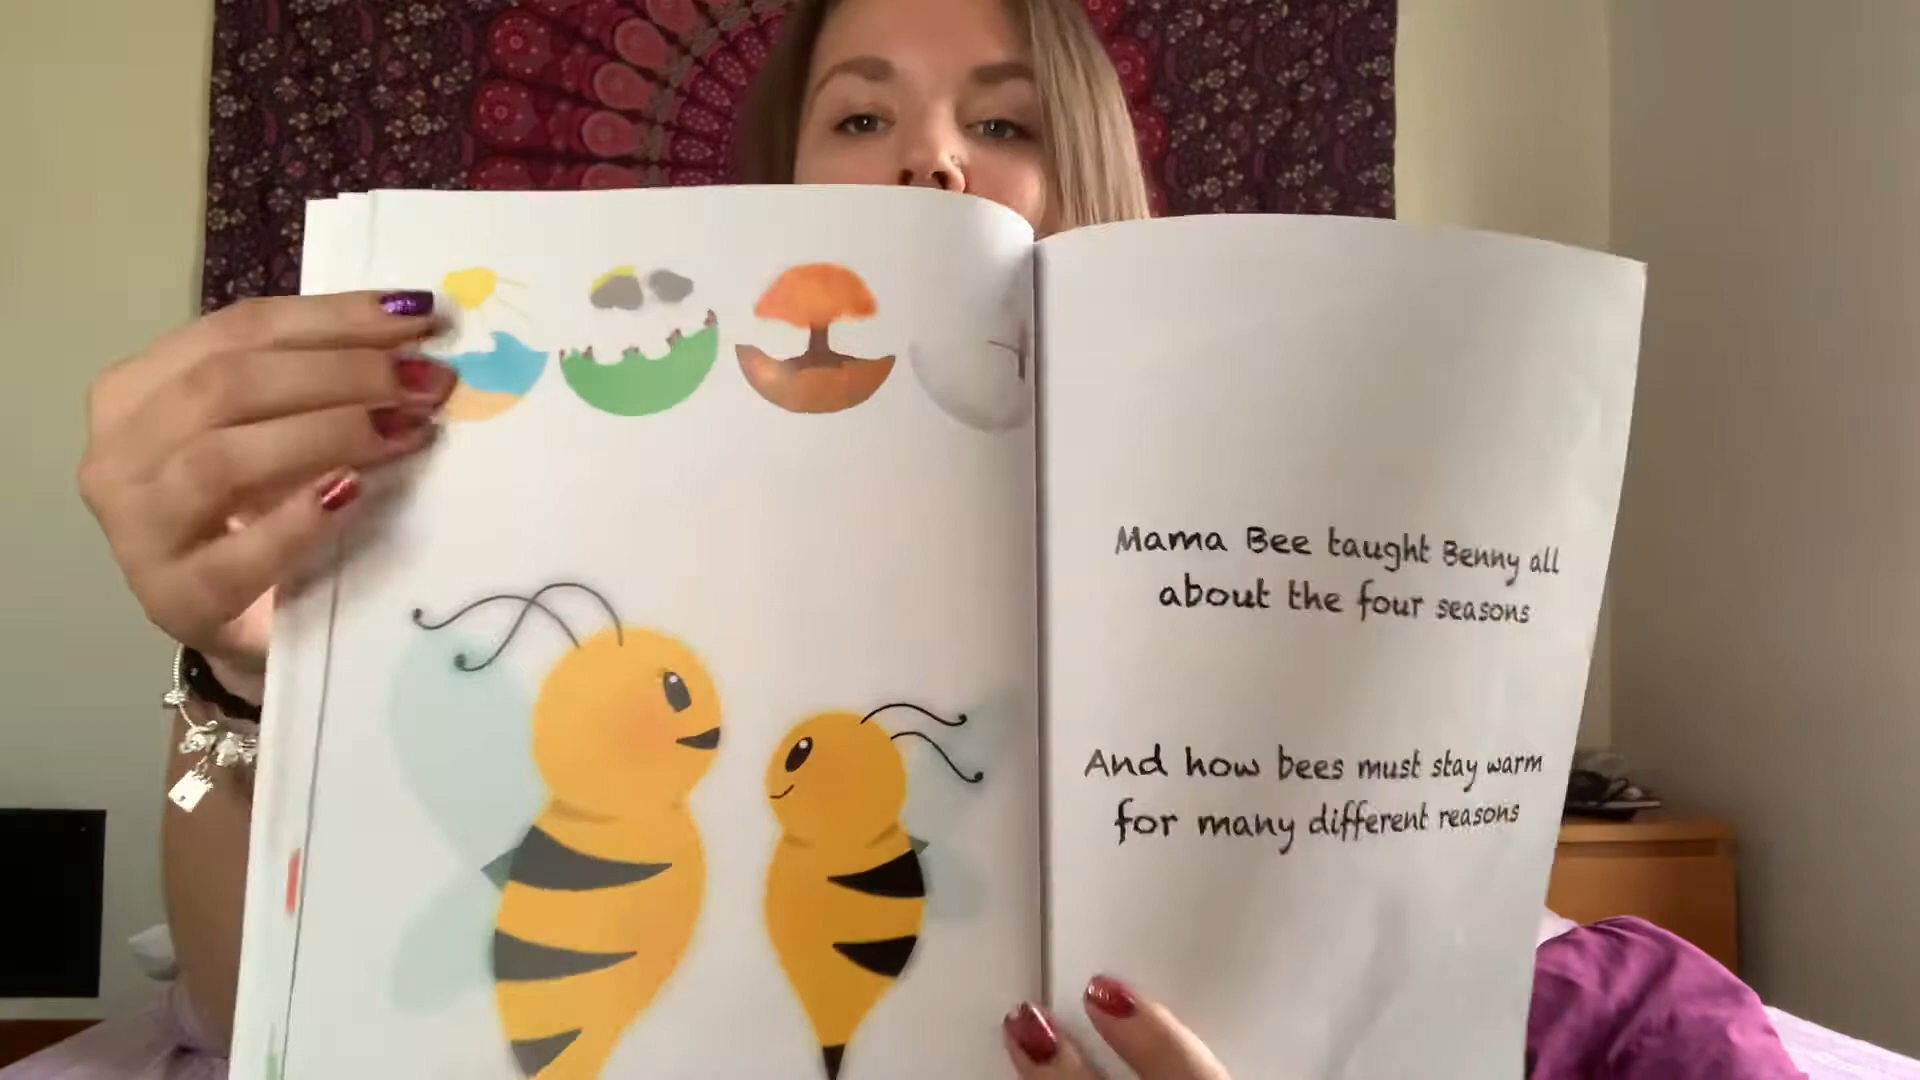 Mama Bee taught Benny all
about the four seasons
And how bees must stay warm
for many different reasons